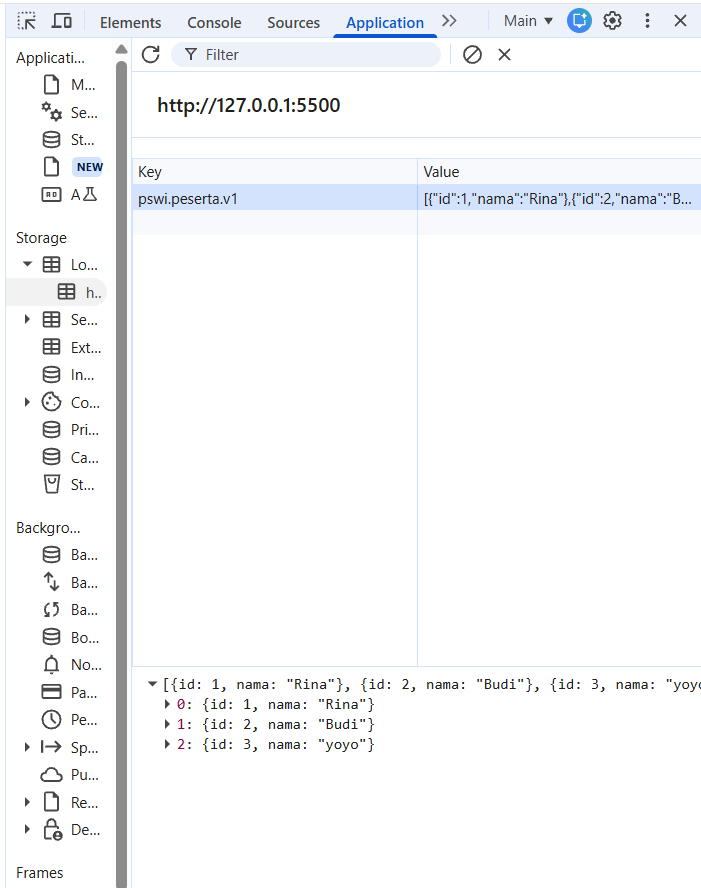 Elements Console Sources Application Main
Applicati...
Filter
M...
Se...
St...
NEW
A
http://127.0.0.1:5500
Key Value
pswi.peserta.v1 [{"id":1,"nama":"Rina"},{"id":2,"nama":"B...
Storage
Lo...
h..
Se...
Ext...
In...
Co...
Pri...
Ca...
St...
Backgro...
Ba...
Ba...
Ba...
Bo...
No...
Pa...
Pe...
Sp...
Pu...
Re...
De...
Frames
[{id: 1, nama: "Rina"}, {id: 2, nama: "Budi"}, {id: 3, nama: "yoyo
0: {id: 1, nama: "Rina"}
1: {id: 2, nama: "Budi"}
2: {id: 3, nama: "yoyo"}